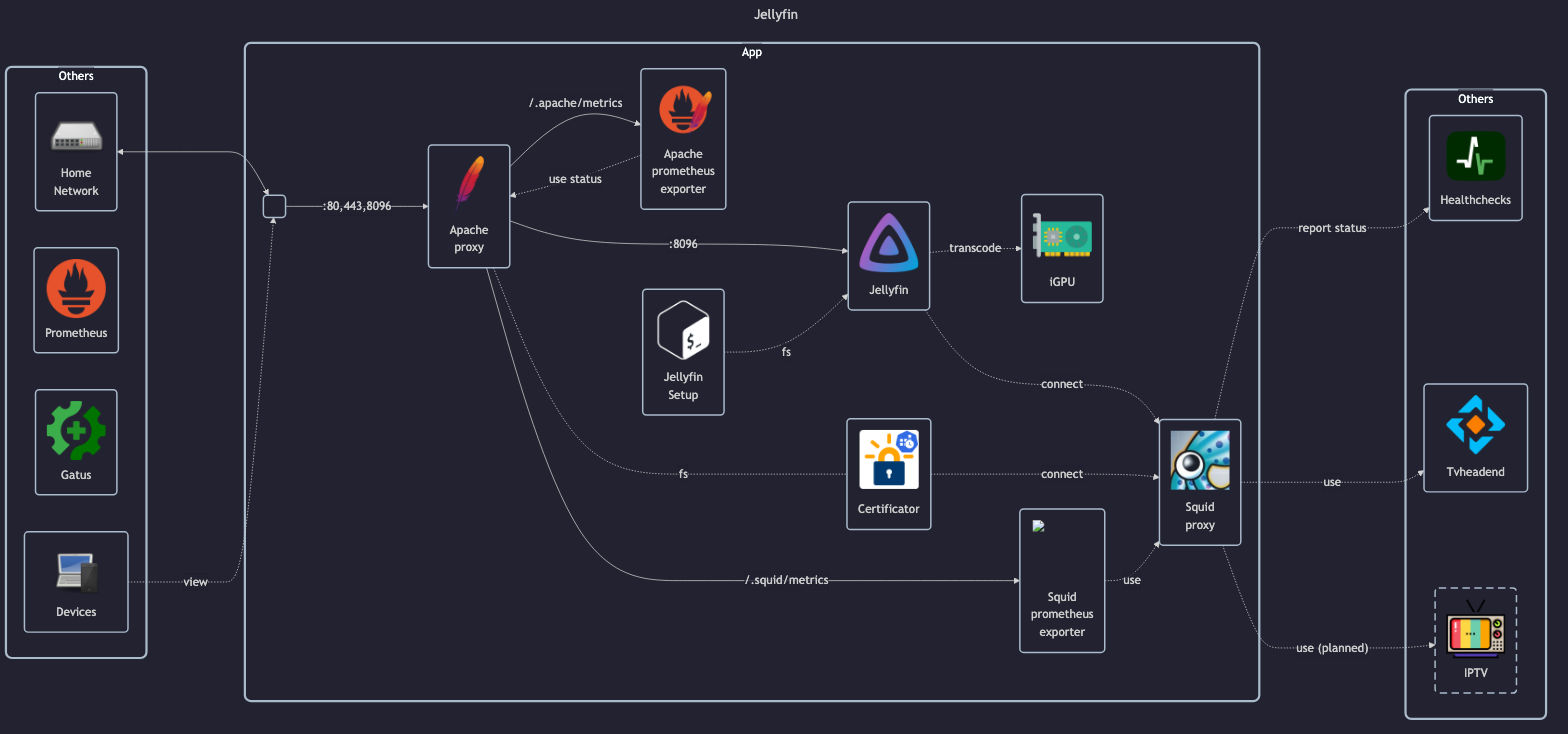 Jellyfin
Others
Home
Network
Prometheus
Gatus
Devices
view
App
:80,443,8096
Apache
proxy
/.apache/metrics
use status
Apache
prometheus
exporter
:8096
$_
Jellyfin
Setup
fs
Jellyfin
transcode
iGPU
connect
fs
Certificator
connect
/.squid/metrics
Squid
prometheus
exporter
use
Squid
proxy
report status
use
use (planned)
Others
Healthchecks
Tvheadend
IPTV